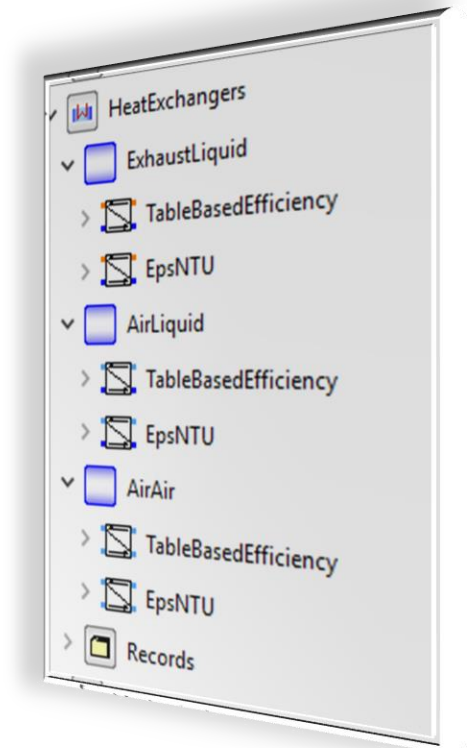 HeatExchangers
ExhaustLiquid
TableBasedEfficiency
EpsNTU
AirLiquid
TableBasedEfficiency
EpsNTU
AirAir
TableBasedEfficiency
EpsNTU
Records